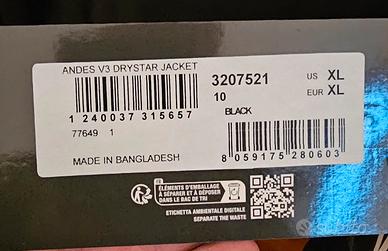 ANDES V3 DRYSTAR JACKET
1 240037 315657
77649 1
MADE IN BANGLADESH
3207521
10
BLACK
US XL
EUR XL
8 059175 280603
ÉLÉMENTS D'EMBALLAGE
À SÉPARER ET À DÉPOSER
DANS LE BAC DE TRI
ETICHETTA AMBIENTALE DIGITALE
SEPARATE THE WASTE
subito